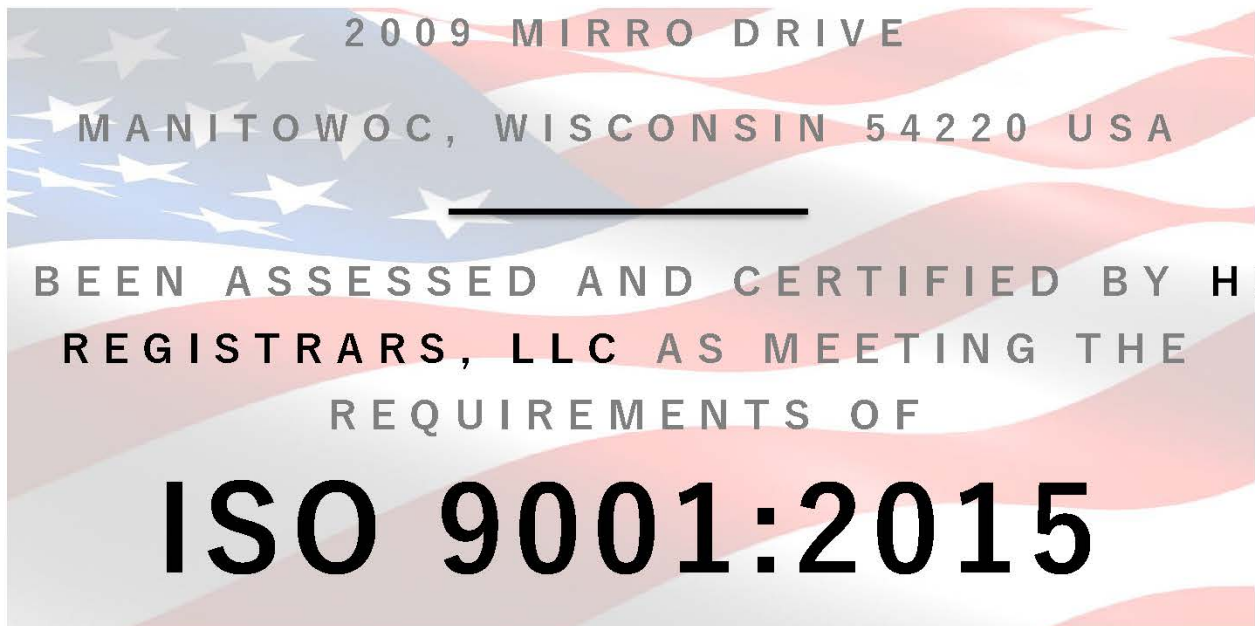 2009 MIRRO DRIVE
MANITOWOC, WISCONSIN 54220 USA
BEEN ASSESSED AND CERTIFIED BY H
REGISTRARS, LLC AS MEETING THE
REQUIREMENTS OF
ISO 9001:2015